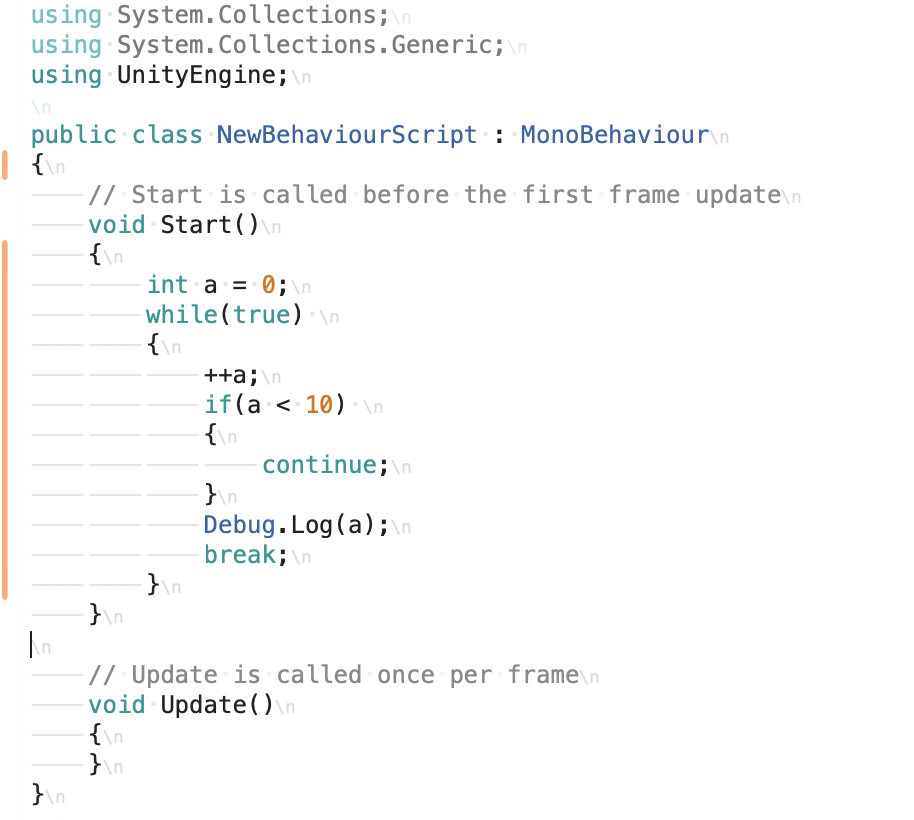 using System.Collections;\n
using System.Collections.Generic;\n
using UnityEngine;\n
\n
public class NewBehaviourScript : MonoBehaviour\n
{\n
// Start is called before the first frame update\n
void Start()\n
{\n
int a = 0;\n
while(true) \n
{\n
++a;\n
if(a < 10) \n
{\n
continue;\n
}\n
Debug.Log(a);\n
break;\n
}\n
}\n
\n
// Update is called once per frame\n
void Update()\n
{\n
}\n
}\n